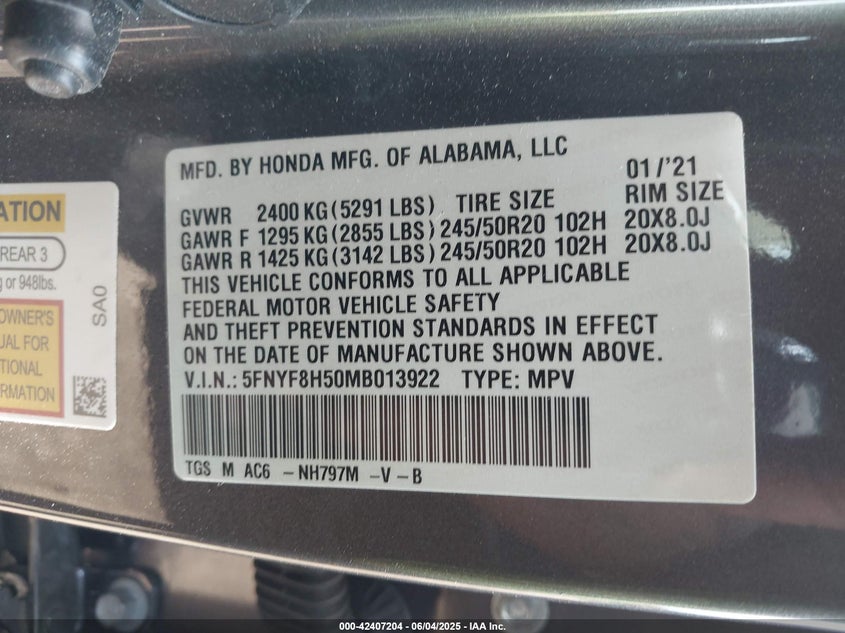 MFD. BY HONDA MFG. OF ALABAMA, LLC 01/'21
GVWR 2400 KG (5291 LBS) TIRE SIZE RIM SIZE
GAWR F 1295 KG (2855 LBS) 245/50R20 102H 20X8.0J
GAWR R 1425 KG (3142 LBS) 245/50R20 102H 20X8.0J
THIS VEHICLE CONFORMS TO ALL APPLICABLE
FEDERAL MOTOR VEHICLE SAFETY
AND THEFT PREVENTION STANDARDS IN EFFECT
ON THE DATE OF MANUFACTURE SHOWN ABOVE.
V.I.N.: 5FNYF8H50MB013922 TYPE: MPV
TGS M AC6 -NH797M -V-B
ATION
REAR 3
g or 948lbs.
OWNER'S
UAL FOR
TIONAL
FORMATION
SA0
000-42407204 - 06/04/2025 - IAA Inc.